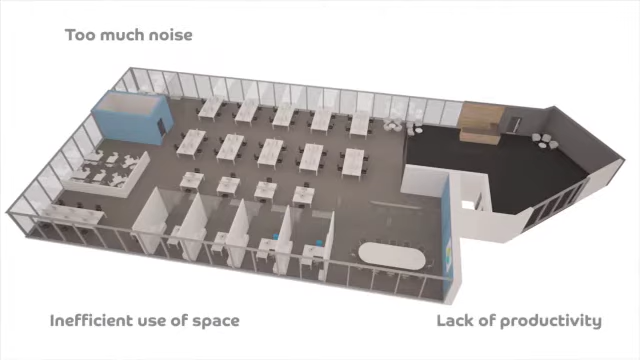 Too much noise
Inefficient use of space
Lack of productivity